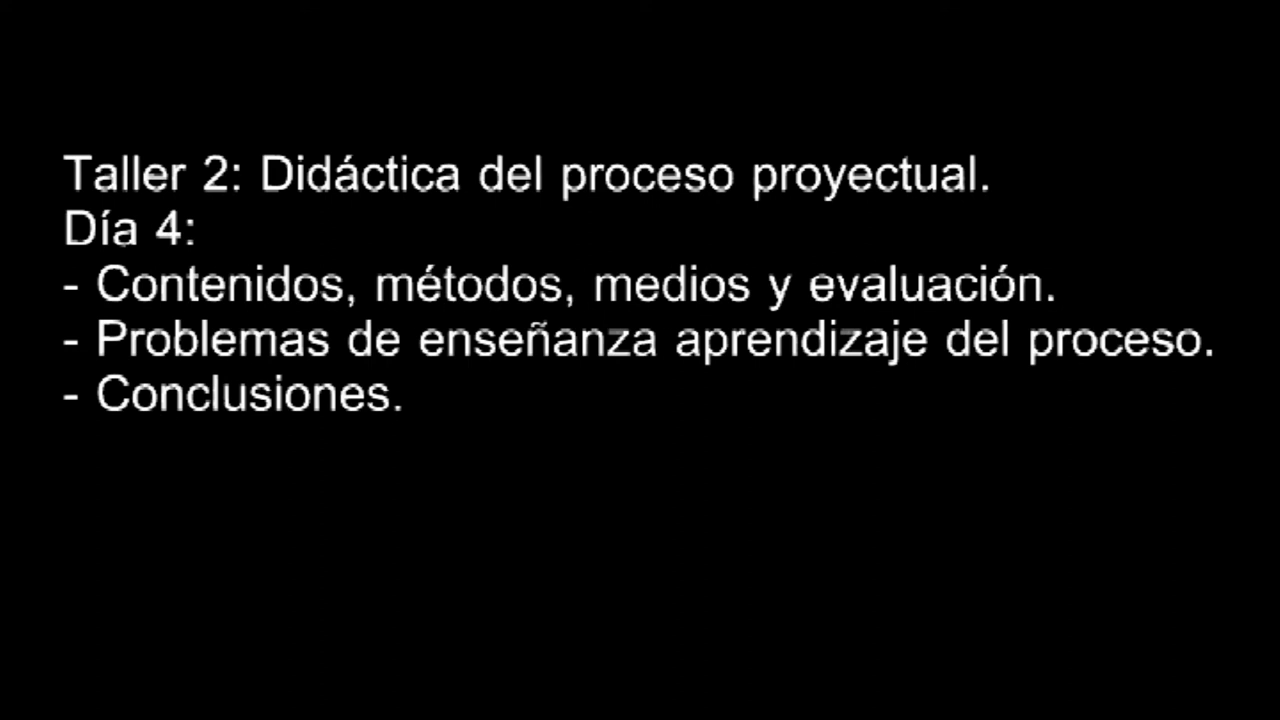 Taller 2: Didáctica del proceso proyectual.
Día 4:
- Contenidos, métodos, medios y evaluación.
- Problemas de enseñanza aprendizaje del proceso.
- Conclusiones.